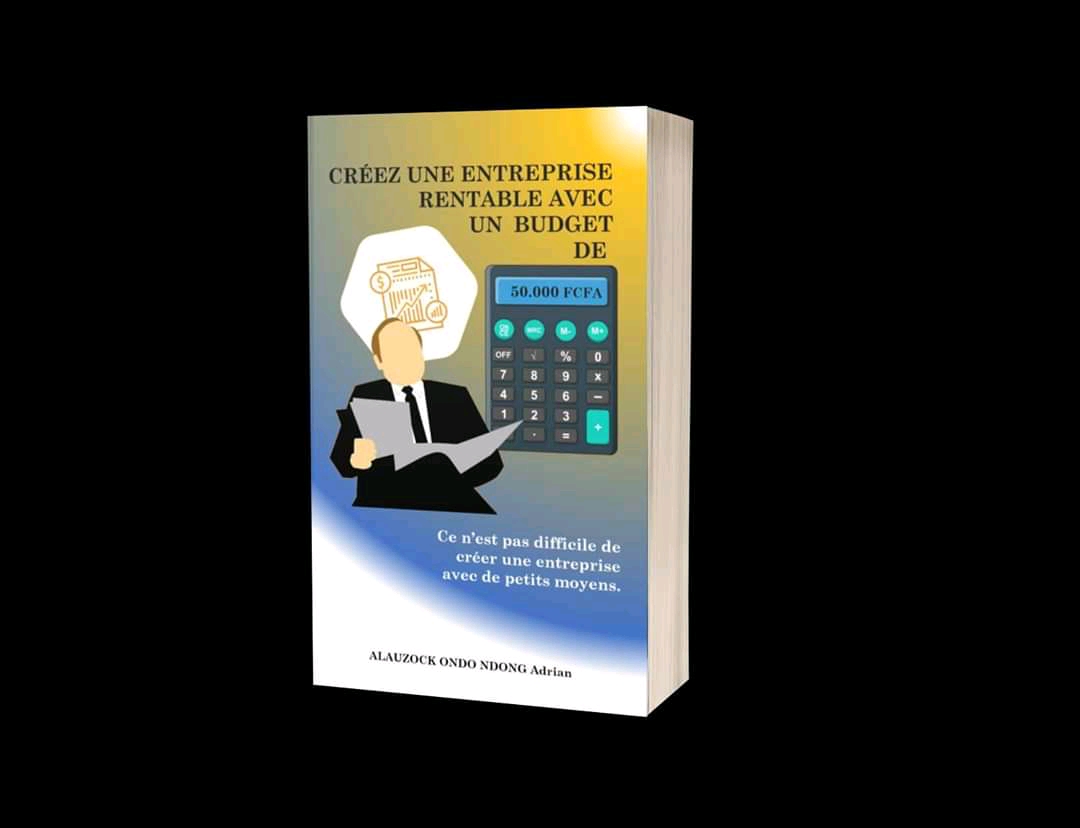 CRÉEZ UNE ENTREPRISE
RENTABLE AVEC
UN BUDGET
DE
50.000 FCFA
MRC M- M+
OFF √ % 0
7 8 9 x
4 5 6 −
1 2 3 +
. =
Ce n'est pas difficile de
créer une entreprise
avec de petits moyens.
ALAUZOCK ONDO NDONG Adrian